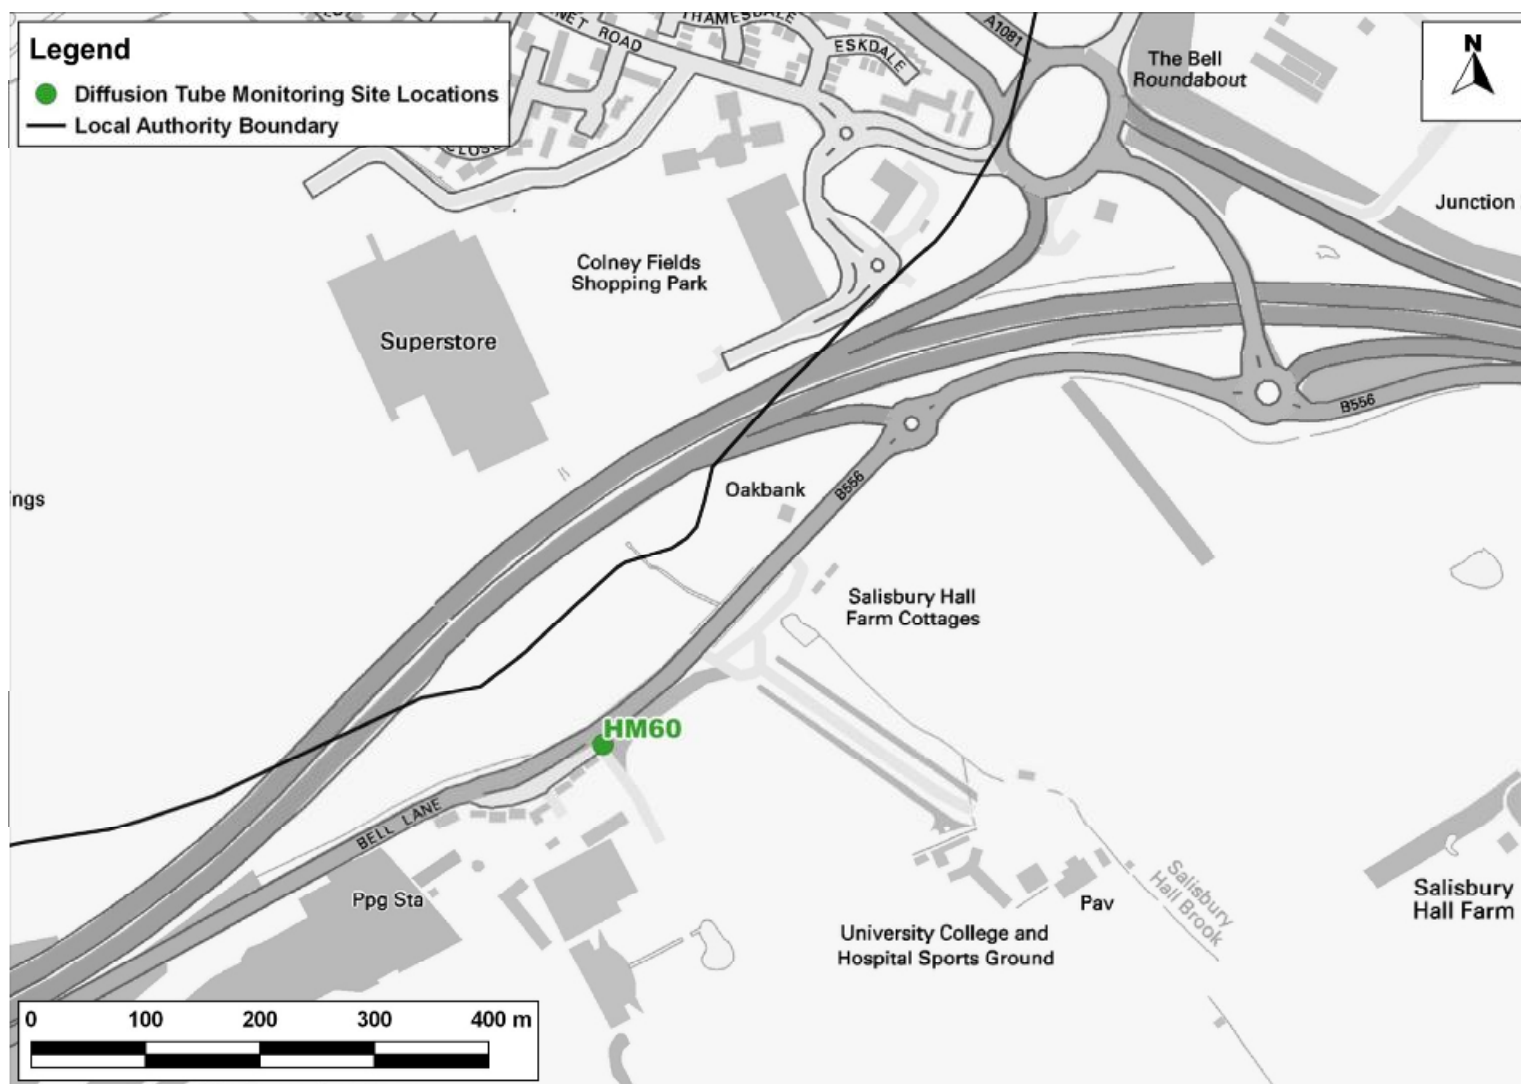 Legend
Diffusion Tube Monitoring Site Locations
Local Authority Boundary
THAMESDALE
ROAD
ESKDALE
A1081
The Bell
Roundabout
N
Junction
Colney Fields
Shopping Park
Superstore
B556
Oakbank
B556
Salisbury Hall
Farm Cottages
HM60
BELL LANE
Ppg Sta
Pav
Salisbury
Hall Brook
Salisbury
Hall Farm
University College and
Hospital Sports Ground
0 100 200 300 400 m